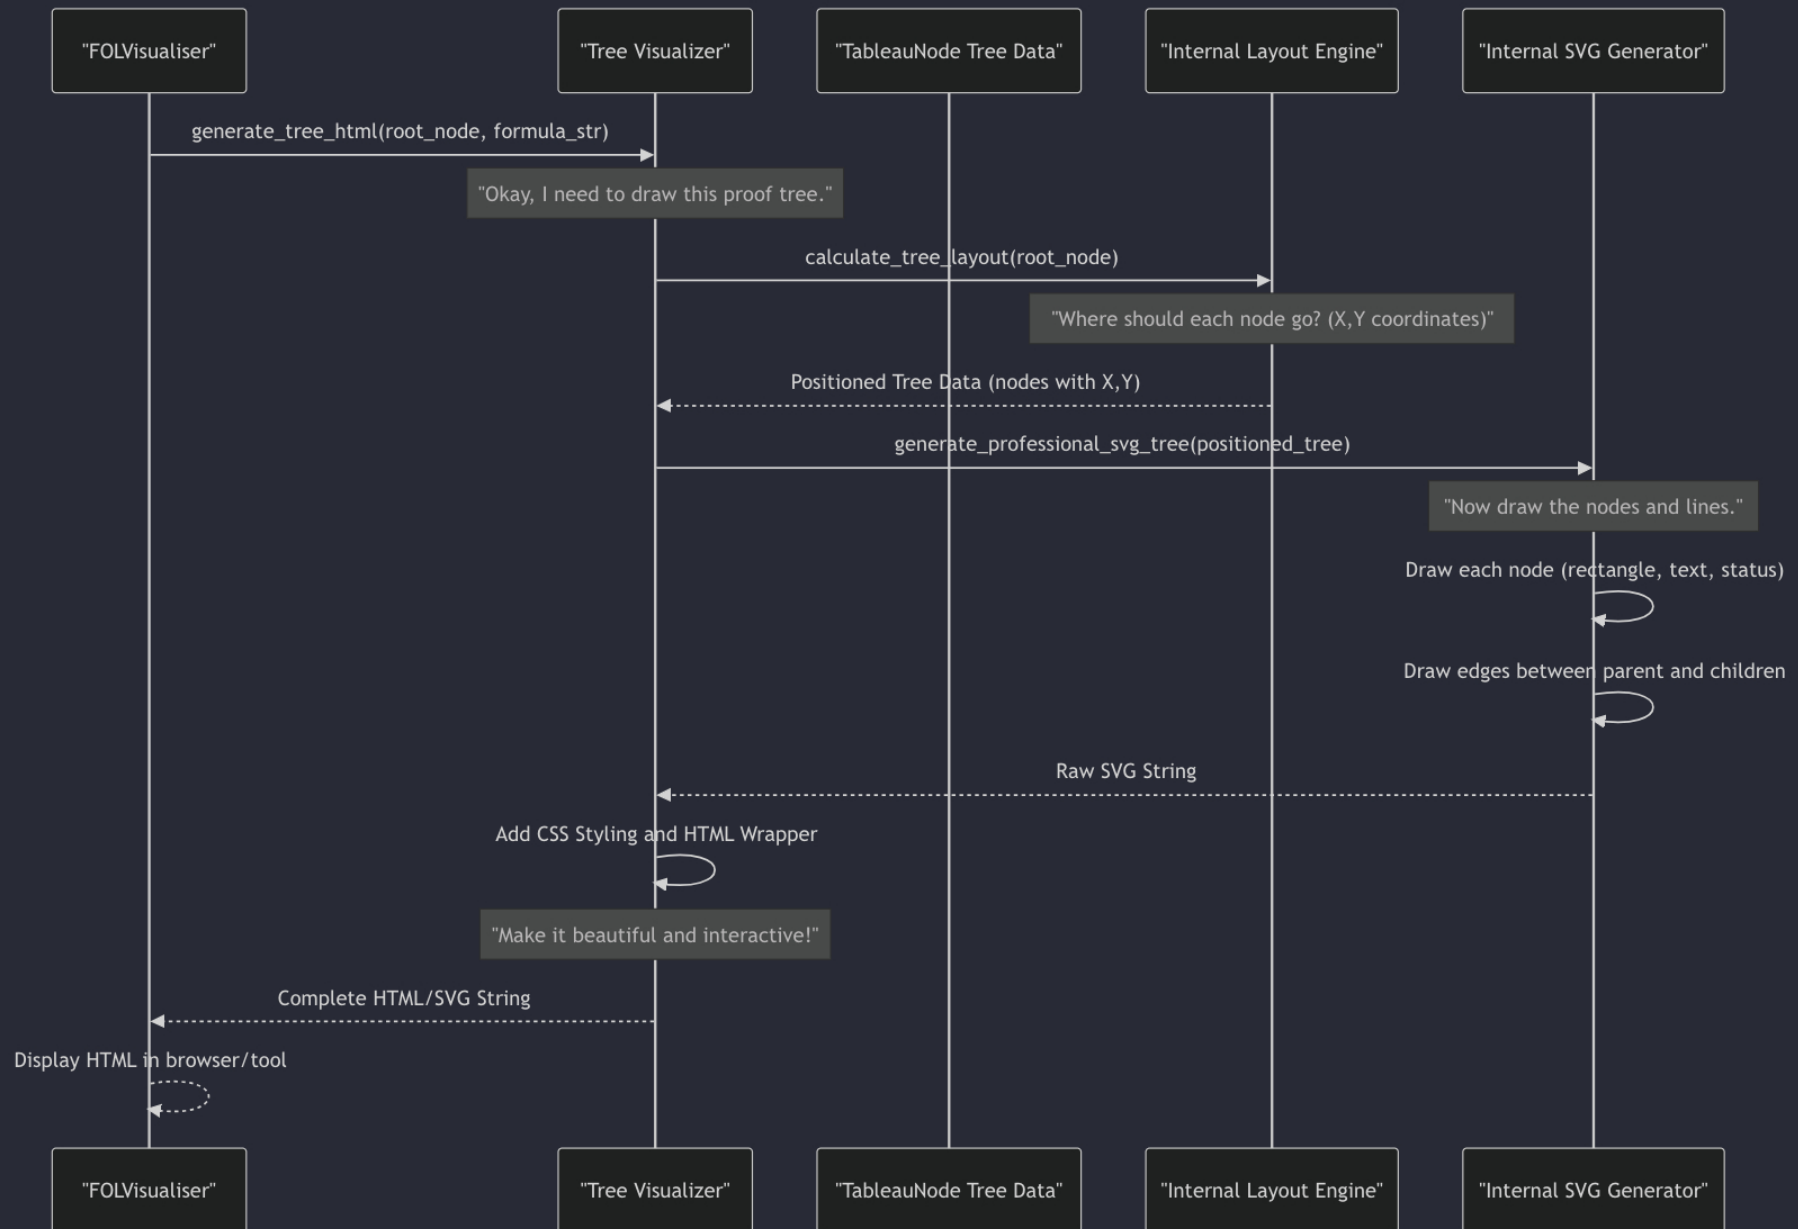 "FOLVisualiser"
"Tree Visualizer"
"TableauNode Tree Data"
"Internal Layout Engine"
"Internal SVG Generator"
generate_tree_html(root_node, formula_str)
"Okay, I need to draw this proof tree."
calculate_tree_layout(root_node)
"Where should each node go? (X,Y coordinates)"
Positioned Tree Data (nodes with X,Y)
generate_professional_svg_tree(positioned_tree)
"Now draw the nodes and lines."
Draw each node (rectangle, text, status)
Draw edges between parent and children
Raw SVG String
Add CSS Styling and HTML Wrapper
"Make it beautiful and interactive!"
Complete HTML/SVG String
Display HTML in browser/tool
"FOLVisualiser"
"Tree Visualizer"
"TableauNode Tree Data"
"Internal Layout Engine"
"Internal SVG Generator"